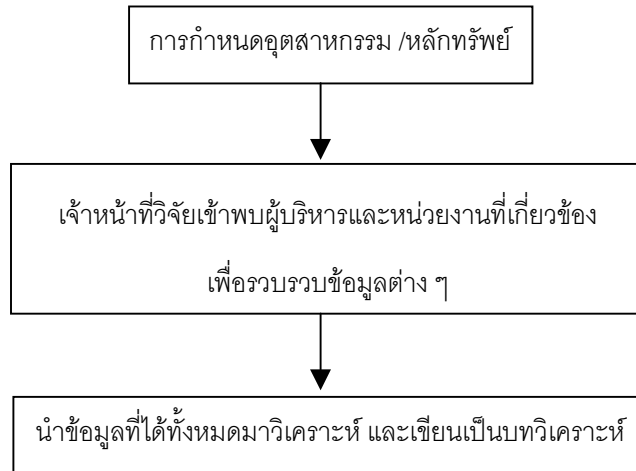 การกำหนดอุตสาหกรรม /หลักทรัพย์
เจ้าหน้าที่วิจัยเข้าพบผู้บริหารและหน่วยงานที่เกี่ยวข้อง
เพื่อรวบรวบข้อมูลต่าง ๆ
นำข้อมูลที่ได้ทั้งหมดมาวิเคราะห์ และเขียนเป็นบทวิเคราะห์